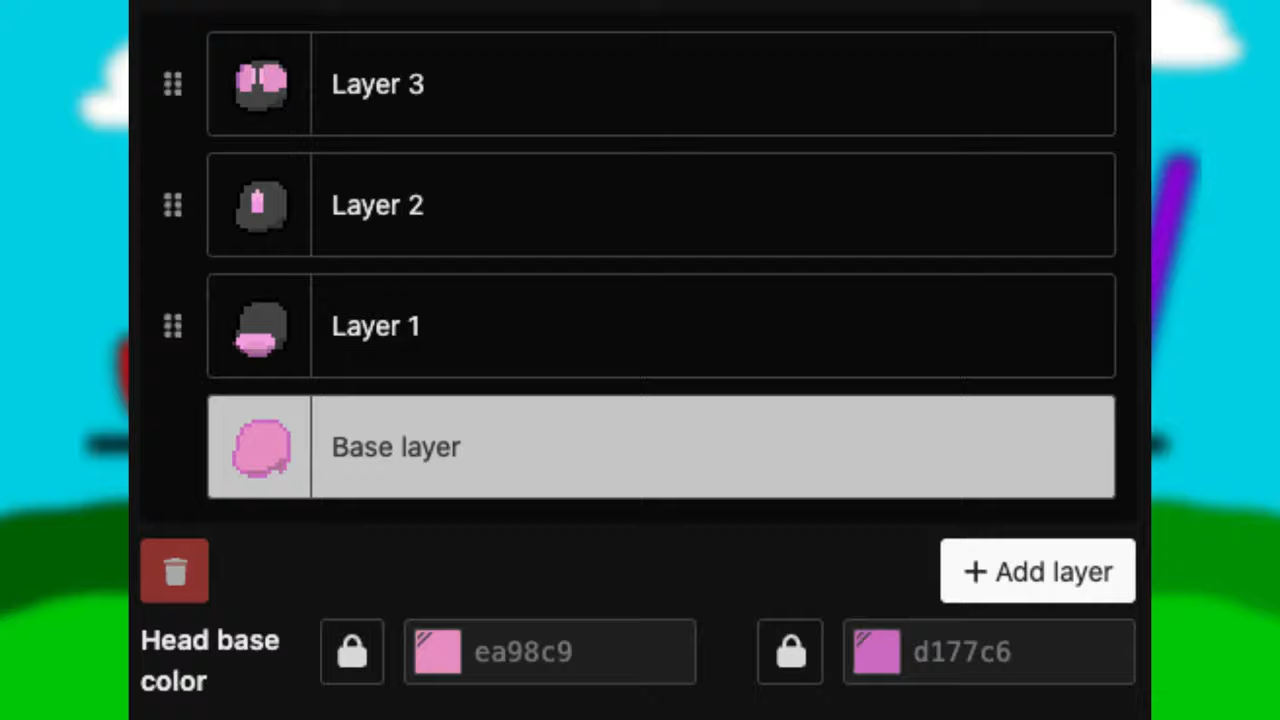 Layer 3
Layer 2
Layer 1
Base layer
+ Add layer
Head base
color
ea98c9
d177c6